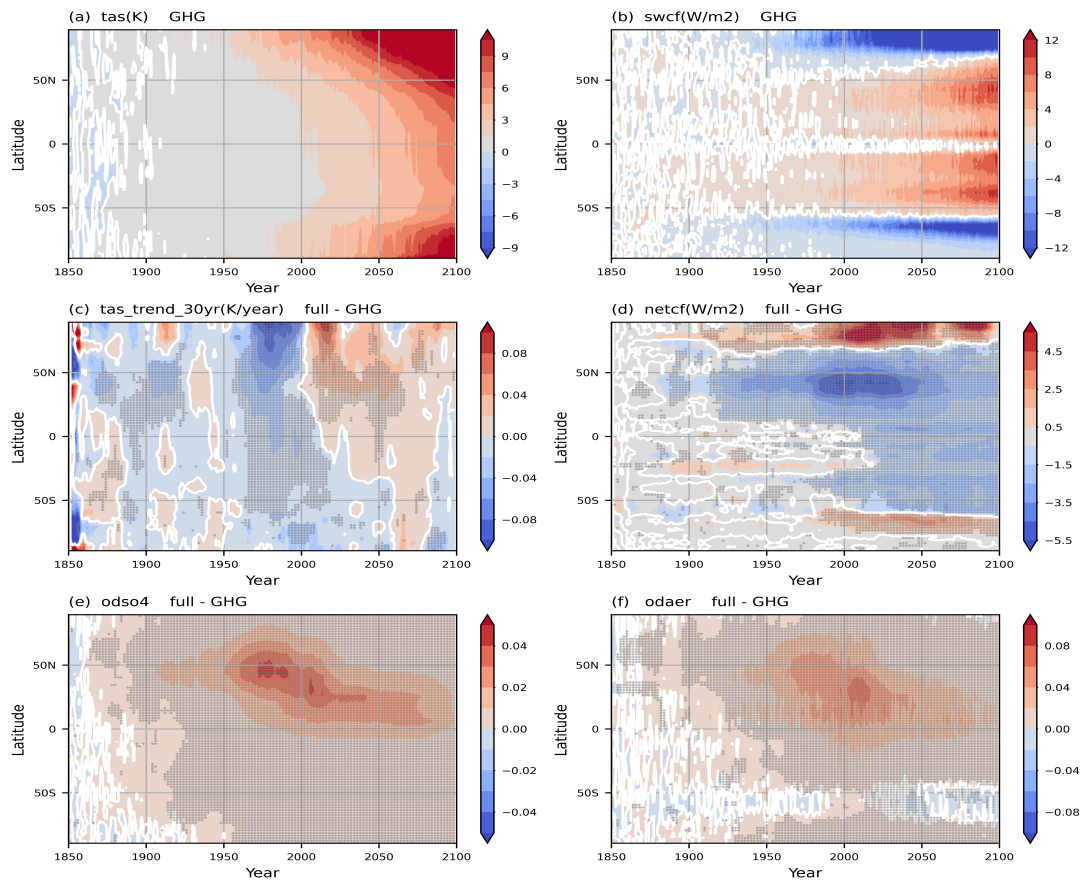 (a) tas(K) GHG
50N
0
50S
Latitude
1850 1900 1950 2000 2050 2100
Year
9
6
3
0
−3
−6
−9
(b) swcf(W/m2) GHG
50N
0
50S
Latitude
1850 1900 1950 2000 2050 2100
Year
12
8
4
0
−4
−8
−12
(c) tas_trend_30yr(K/year) full - GHG
50N
0
50S
Latitude
1850 1900 1950 2000 2050 2100
Year
0.08
0.04
0.00
−0.04
−0.08
(d) netcf(W/m2) full - GHG
50N
0
50S
Latitude
1850 1900 1950 2000 2050 2100
Year
4.5
2.5
0.5
−1.5
−3.5
−5.5
(e) odso4 full - GHG
50N
0
50S
Latitude
1850 1900 1950 2000 2050 2100
Year
0.04
0.02
0.00
−0.02
−0.04
(f) odaer full - GHG
50N
0
50S
Latitude
1850 1900 1950 2000 2050 2100
Year
0.08
0.04
0.00
−0.04
−0.08